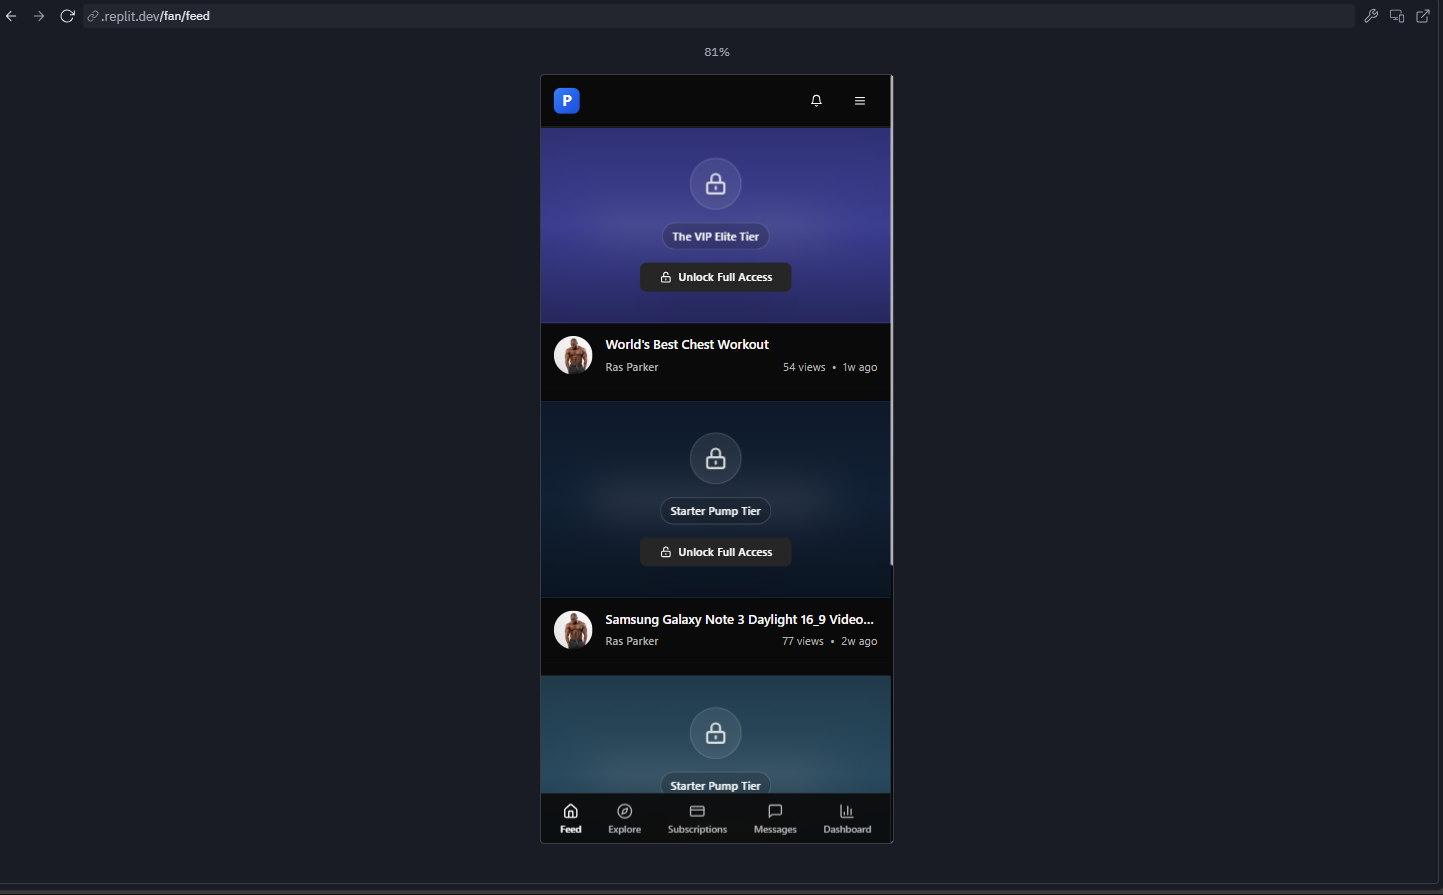 .replit.dev/fan/feed
81%
P
The VIP Elite Tier
Unlock Full Access
World's Best Chest Workout
Ras Parker
54 views • 1w ago
Starter Pump Tier
Unlock Full Access
Samsung Galaxy Note 3 Daylight 16_9 Video...
Ras Parker
77 views • 2w ago
Starter Pump Tier
Feed
Explore
Subscriptions
Messages
Dashboard